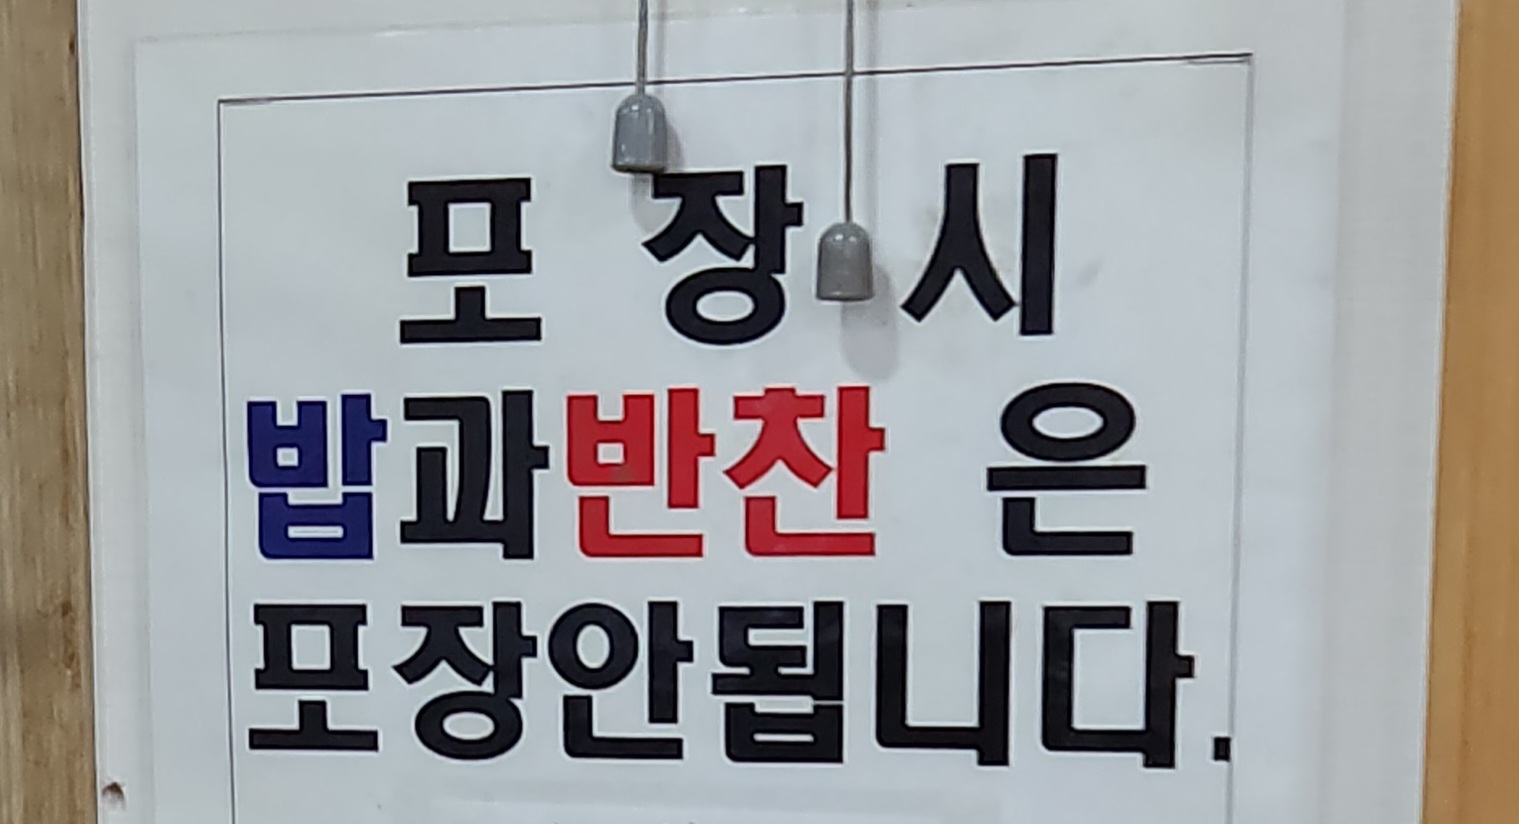 포 장 시
밥과반찬 은
포장안됩니다.